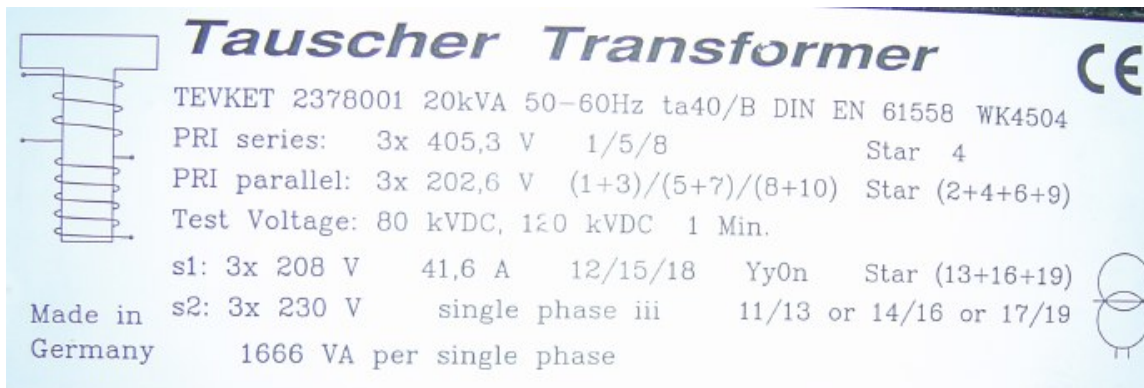 Tauscher Transformer
CE
TEVKET 2378001 20kVA 50-60Hz ta40/B DIN EN 61558 WK4504
PRI series: 3x 405,3 V 1/5/8 Star 4
PRI parallel: 3x 202,6 V (1+3)/(5+7)/(8+10) Star (2+4+6+9)
Test Voltage: 80 kVDC, 120 kVDC 1 Min.
s1: 3x 208 V 41,6 A 12/15/18 Yy0n Star (13+16+19)
s2: 3x 230 V single phase iii 11/13 or 14/16 or 17/19
1666 VA per single phase
Made in
Germany